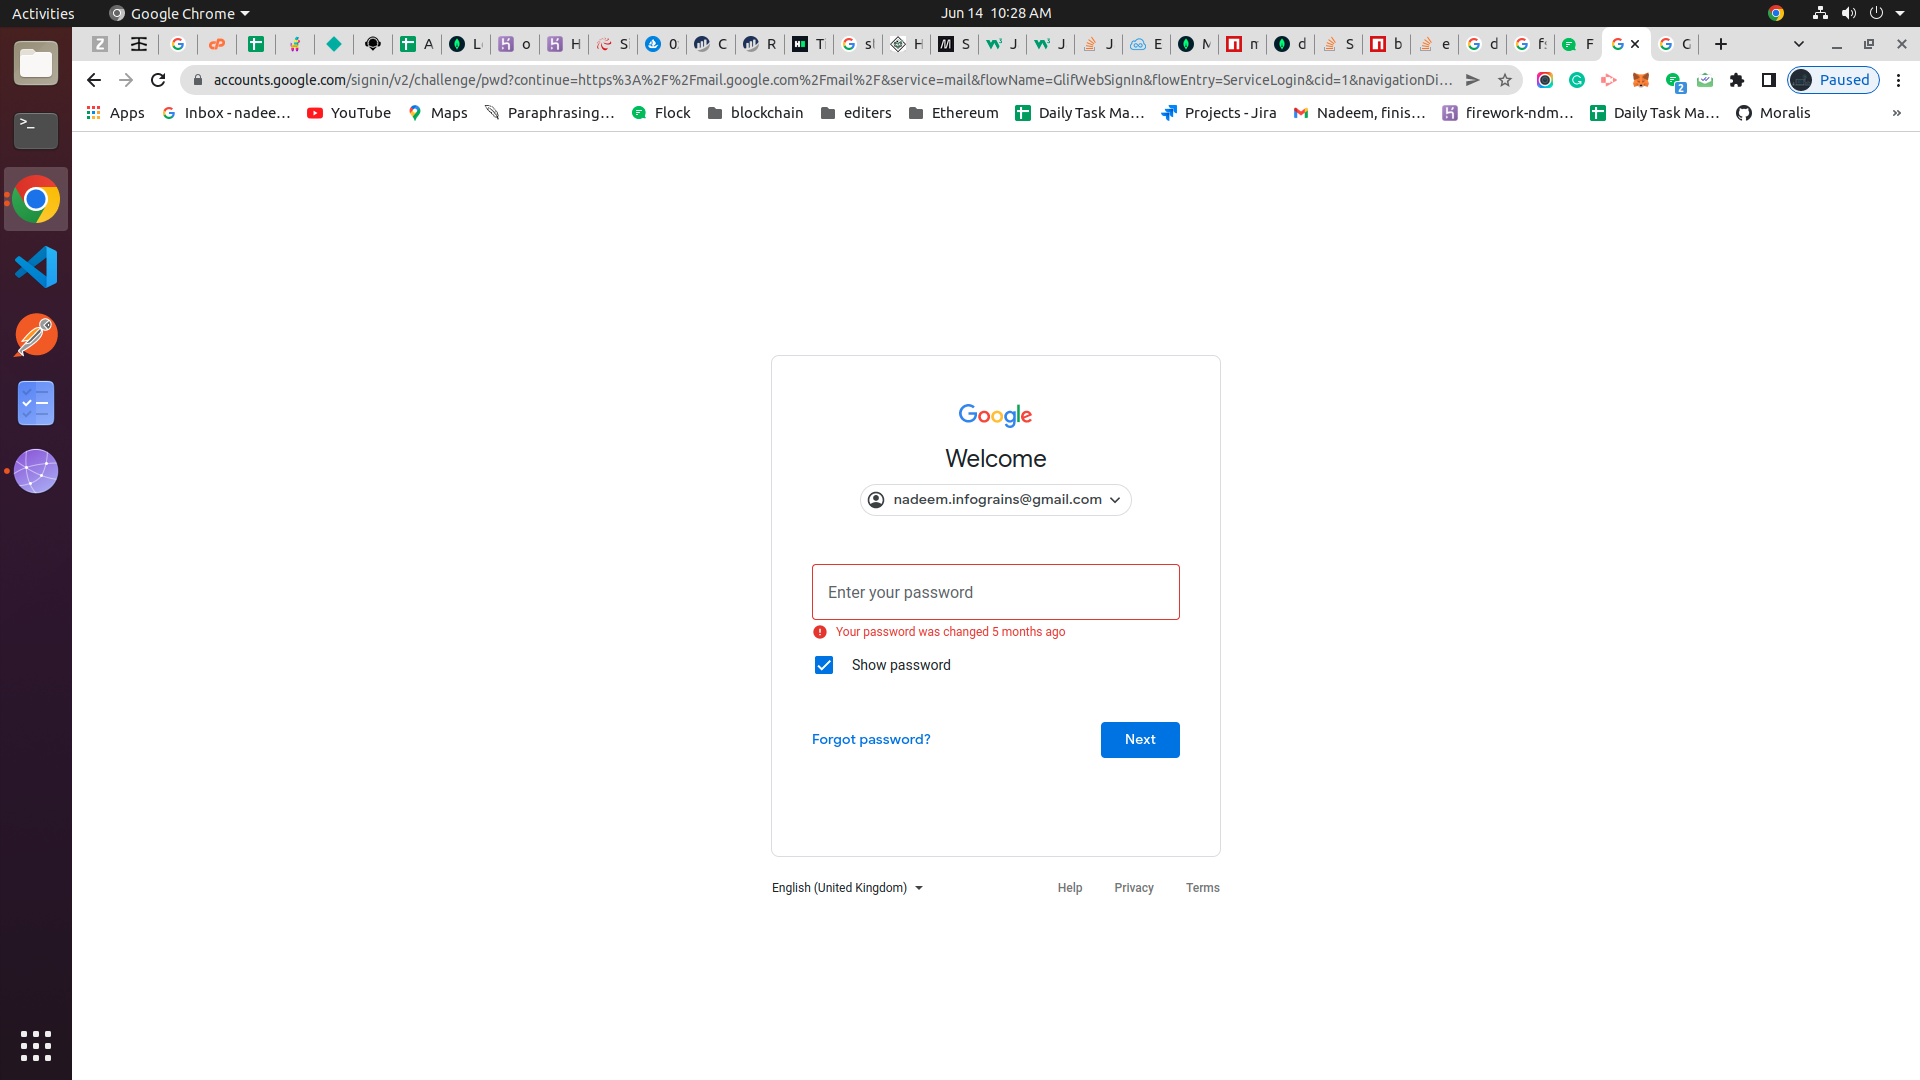 Activities Google Chrome Jun 14 10:28 AM
A L o H S 0 C R T sl H S J J J E M n d S b e d fs F G
accounts.google.com/signin/v2/challenge/pwd?continue=https%3A%2F%2Fmail.google.com%2Fmail%2F&service=mail&flowName=GlifWebSignIn&flowEntry=ServiceLogin&cid=1&navigationDi... 2 Paused
Apps Inbox - nadee... YouTube Maps Paraphrasing... Flock blockchain editers Ethereum Daily Task Ma... Projects - Jira Nadeem, finis... firework-ndm... Daily Task Ma... Moralis »
Google
Welcome
nadeem.infograins@gmail.com
Enter your password
Your password was changed 5 months ago
Show password
Forgot password? Next
English (United Kingdom) Help Privacy Terms